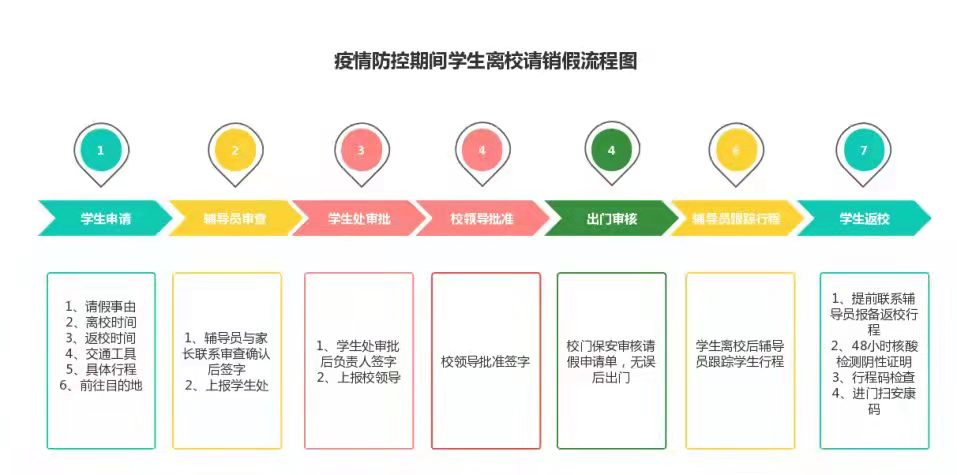 疫情防控期间学生离校请销假流程图
1
2
3
4
4
6
7
学生申请
辅导员审查
学生处审批
校领导批准
出门审核
辅导员跟踪行程
学生返校
1、请假事由
2、离校时间
3、返校时间
4、交通工具
5、具体行程
6、前往目的地
1、辅导员与家
长联系审查确认
后签字
2、上报学生处
1、学生处审批
后负责人签字
2、上报校领导
校领导批准签字
校门保安审核请
假申请单，无误
后出门
学生离校后辅导
员跟踪学生行程
1、提前联系辅
导员报备返校行
程
2、48小时核酸
检测阴性证明
3、行程码检查
4、进门扫安康
码